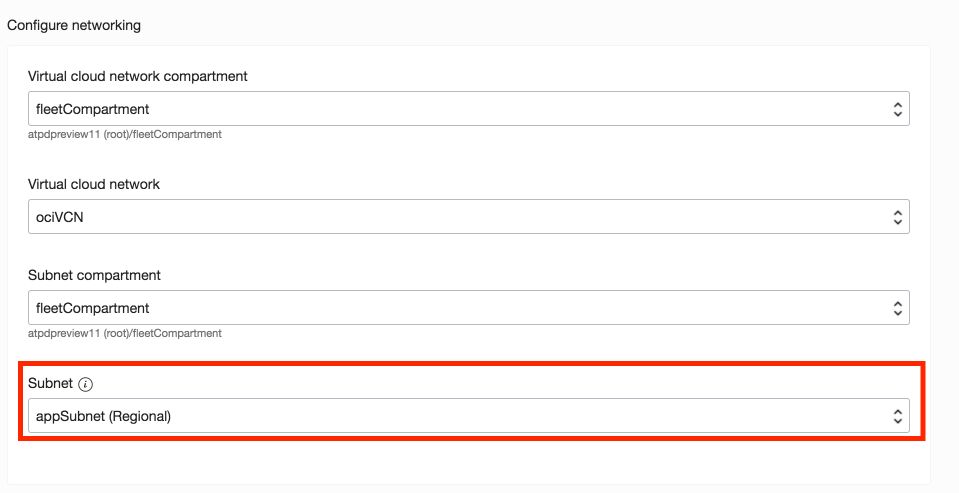 Configure networking
Virtual cloud network compartment
fleetCompartment
atpdpreview11 (root)/fleetCompartment
Virtual cloud network
ociVCN
Subnet compartment
fleetCompartment
atpdpreview11 (root)/fleetCompartment
Subnet i
appSubnet (Regional)